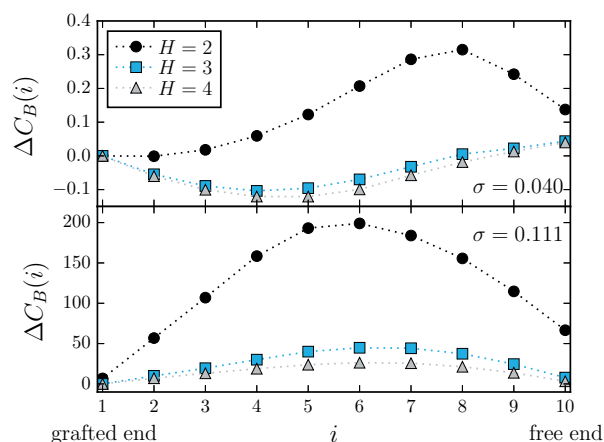 0.4
0.3
0.2
0.1
0.0
−0.1
ΔC_B(i)
H = 2
H = 3
H = 4
σ = 0.040
200
150
100
50
0
ΔC_B(i)
σ = 0.111
1 2 3 4 5 6 7 8 9 10
grafted end i free end